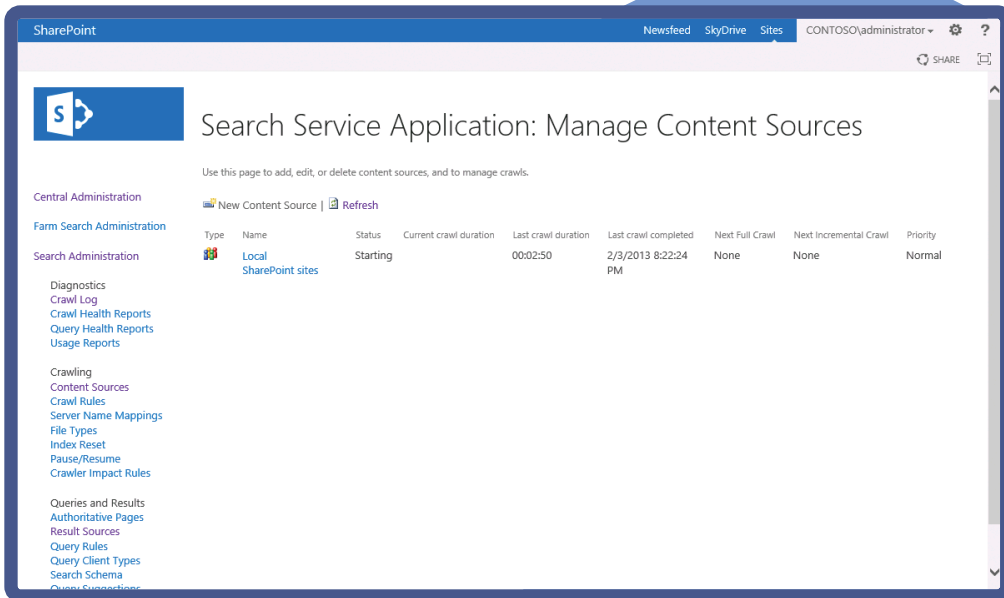 SharePoint
Newsfeed SkyDrive Sites CONTOSO\administrator ?
SHARE
S
Search Service Application: Manage Content Sources
Use this page to add, edit, or delete content sources, and to manage crawls.
Central Administration
Farm Search Administration
Search Administration
Diagnostics
Crawl Log
Crawl Health Reports
Query Health Reports
Usage Reports
Crawling
Content Sources
Crawl Rules
Server Name Mappings
File Types
Index Reset
Pause/Resume
Crawler Impact Rules
Queries and Results
Authoritative Pages
Result Sources
Query Rules
Query Client Types
Search Schema
Query Suggestions
New Content Source | Refresh
Type Name Status Current crawl duration Last crawl duration Last crawl completed Next Full Crawl Next Incremental Crawl Priority
Local Starting 00:02:50 2/3/2013 8:22:24 None None Normal
SharePoint sites PM